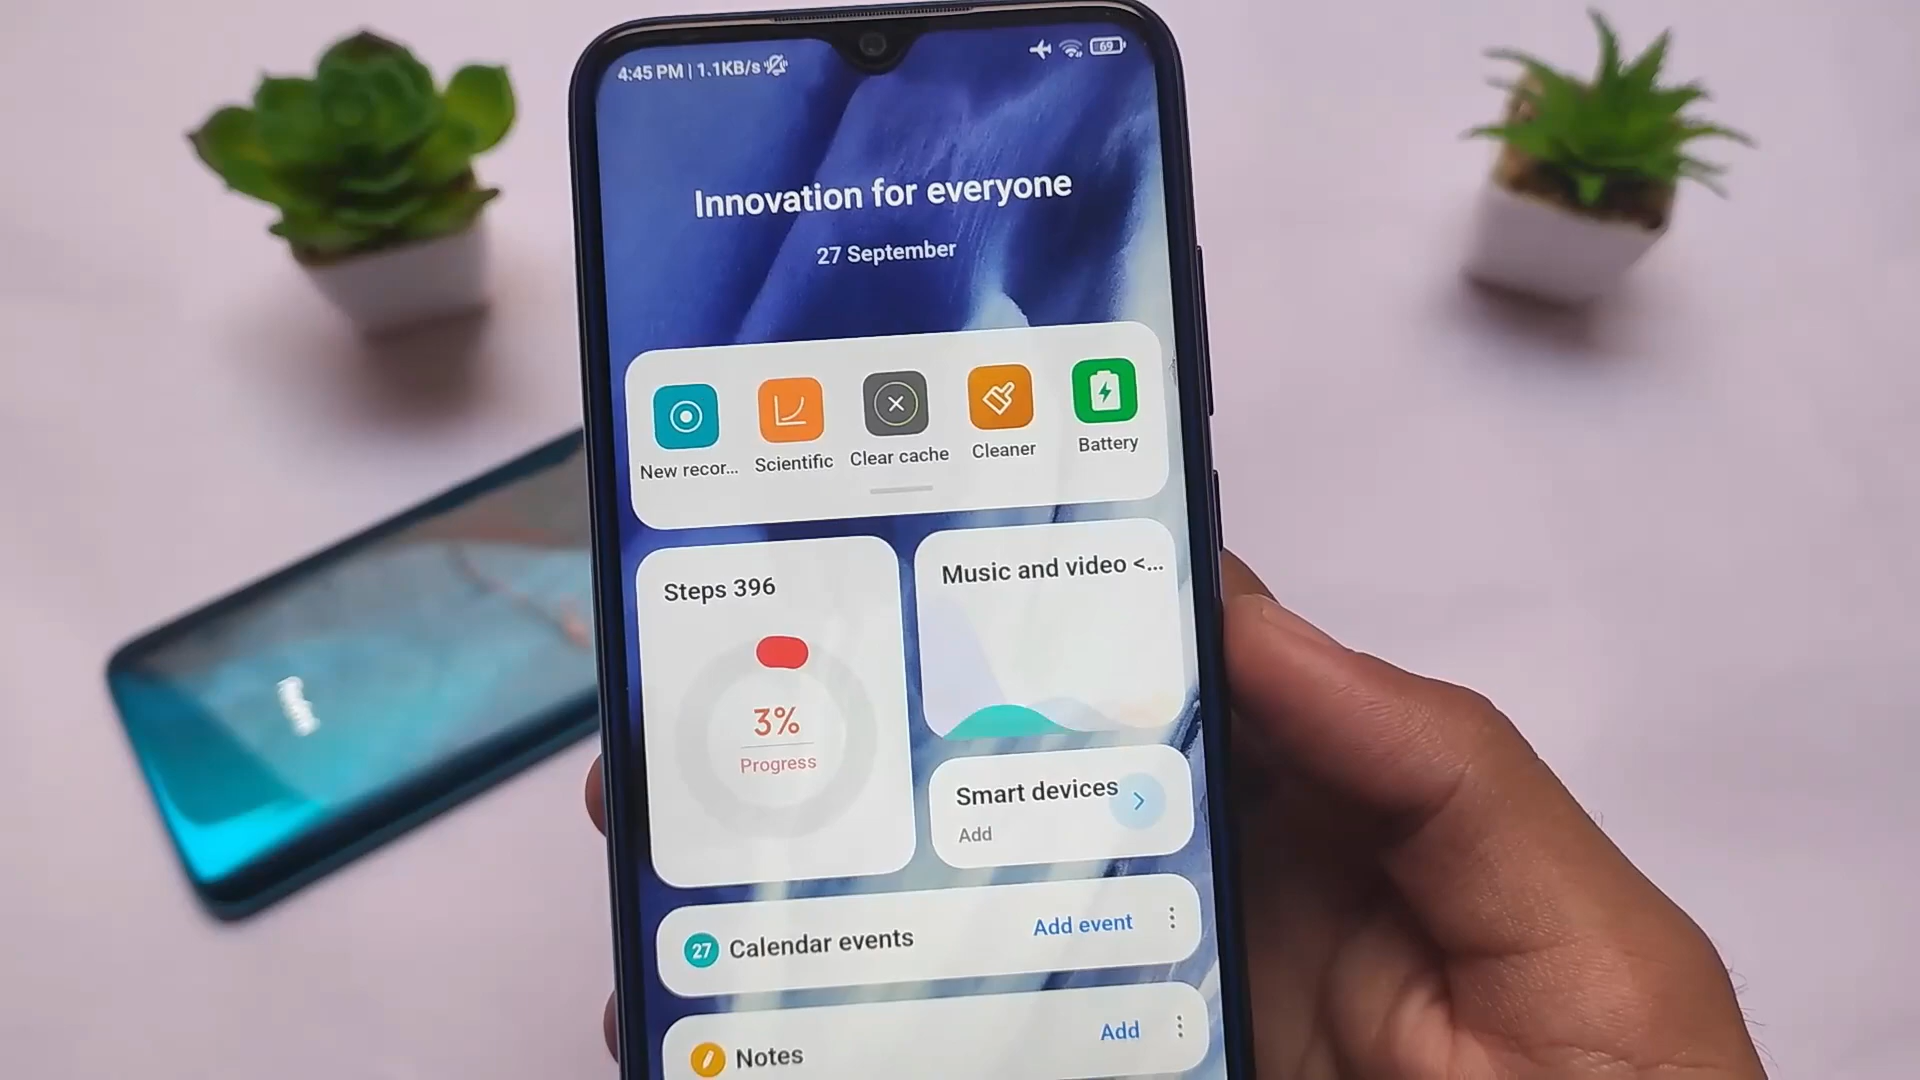 4:45 PM | 1.1KB/s
69
Innovation for everyone
27 September
New recor...
Scientific
Clear cache
Cleaner
Battery
Steps 396
3%
Progress
Music and video <...
Smart devices
Add
27 Calendar events
Add event
Notes
Add